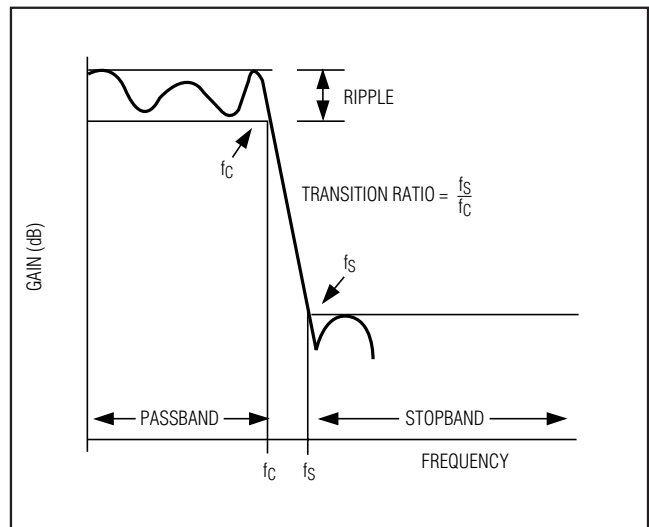 RIPPLE
fC
TRANSITION RATIO = fS/fC
fS
GAIN (dB)
PASSBAND
STOPBAND
fC
fS
FREQUENCY